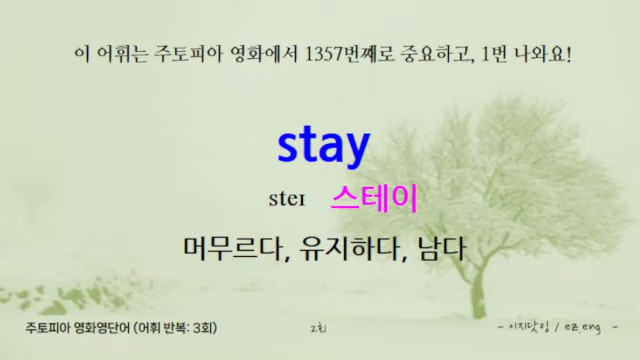 이 어휘는 주토피아 영화에서 1357번째로 중요하고, 1번 나와요!
stay
steɪ 스테이
머무르다, 유지하다, 남다
주토피아 영화영단어 (어휘 반복: 3회) 2회 - 이지닷잉 / ez.eng -